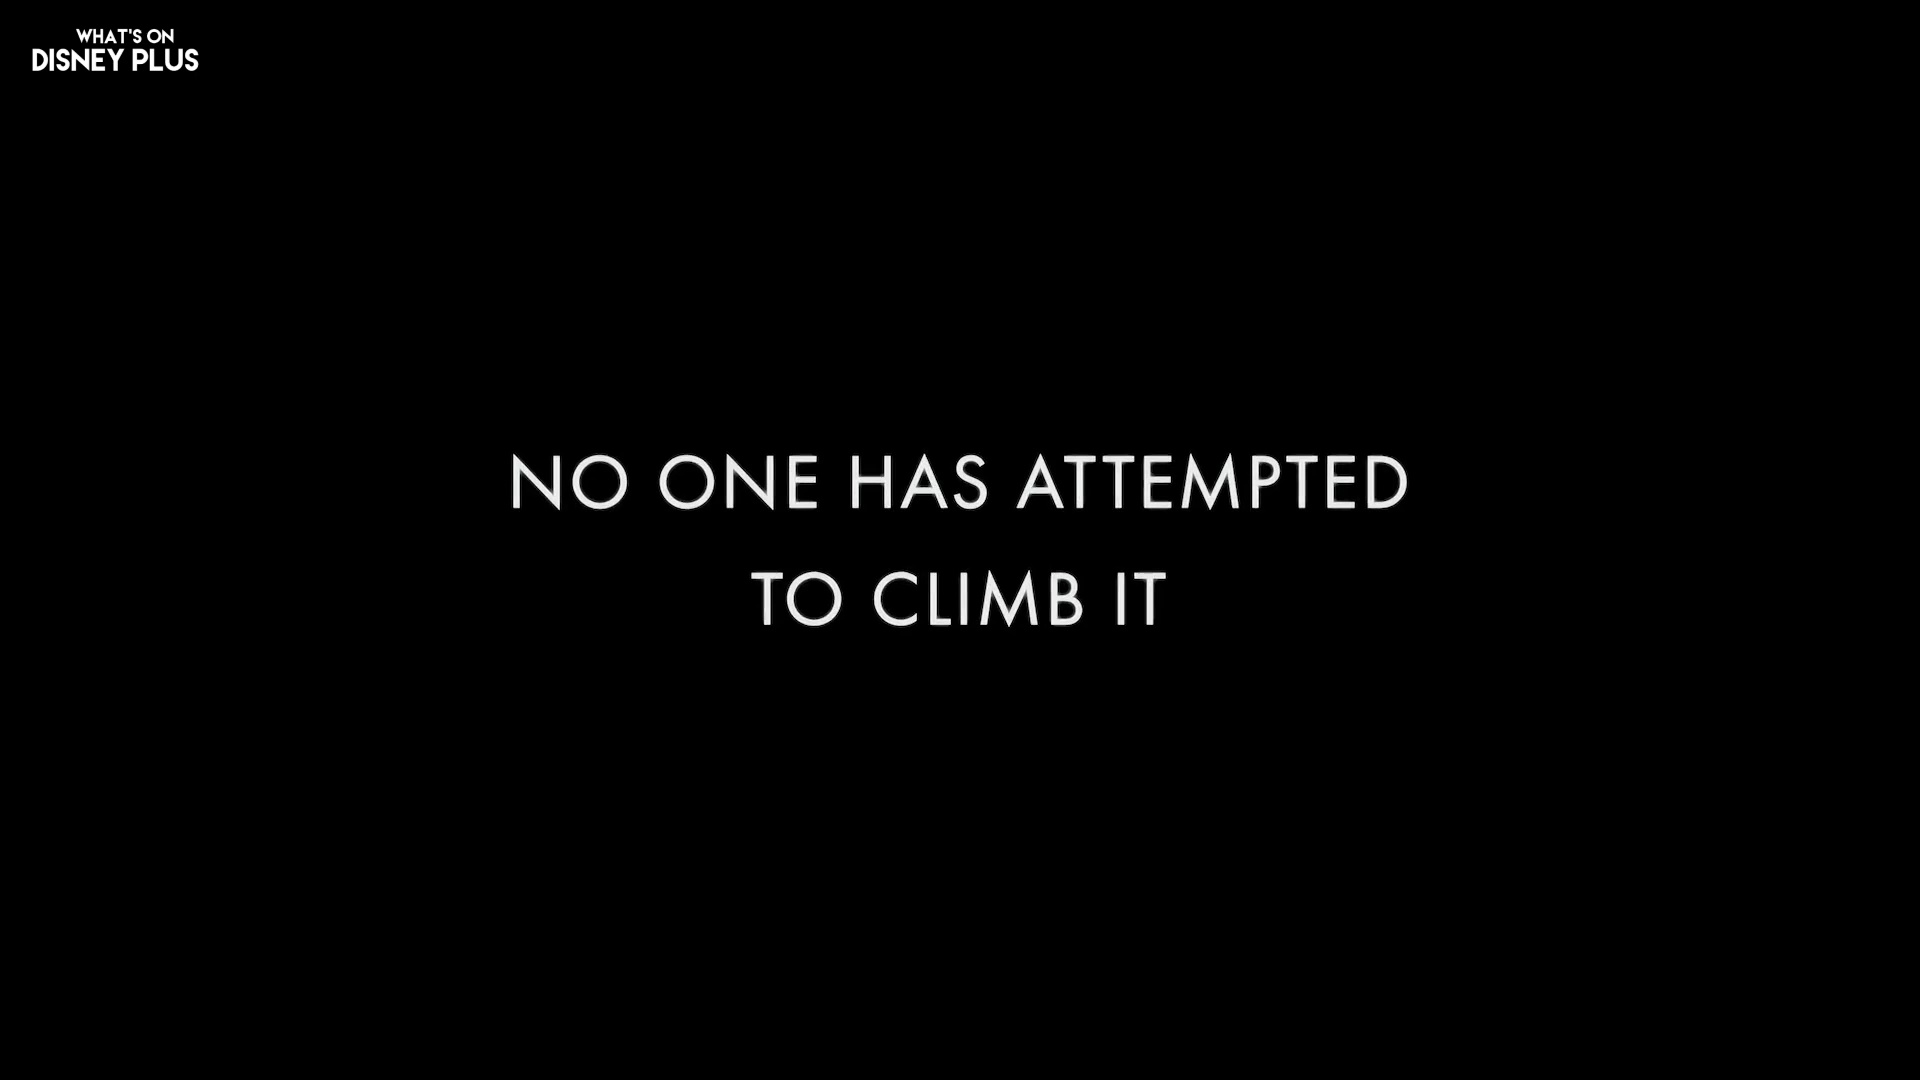 WHAT'S ON
DISNEY PLUS
NO ONE HAS ATTEMPTED
TO CLIMB IT